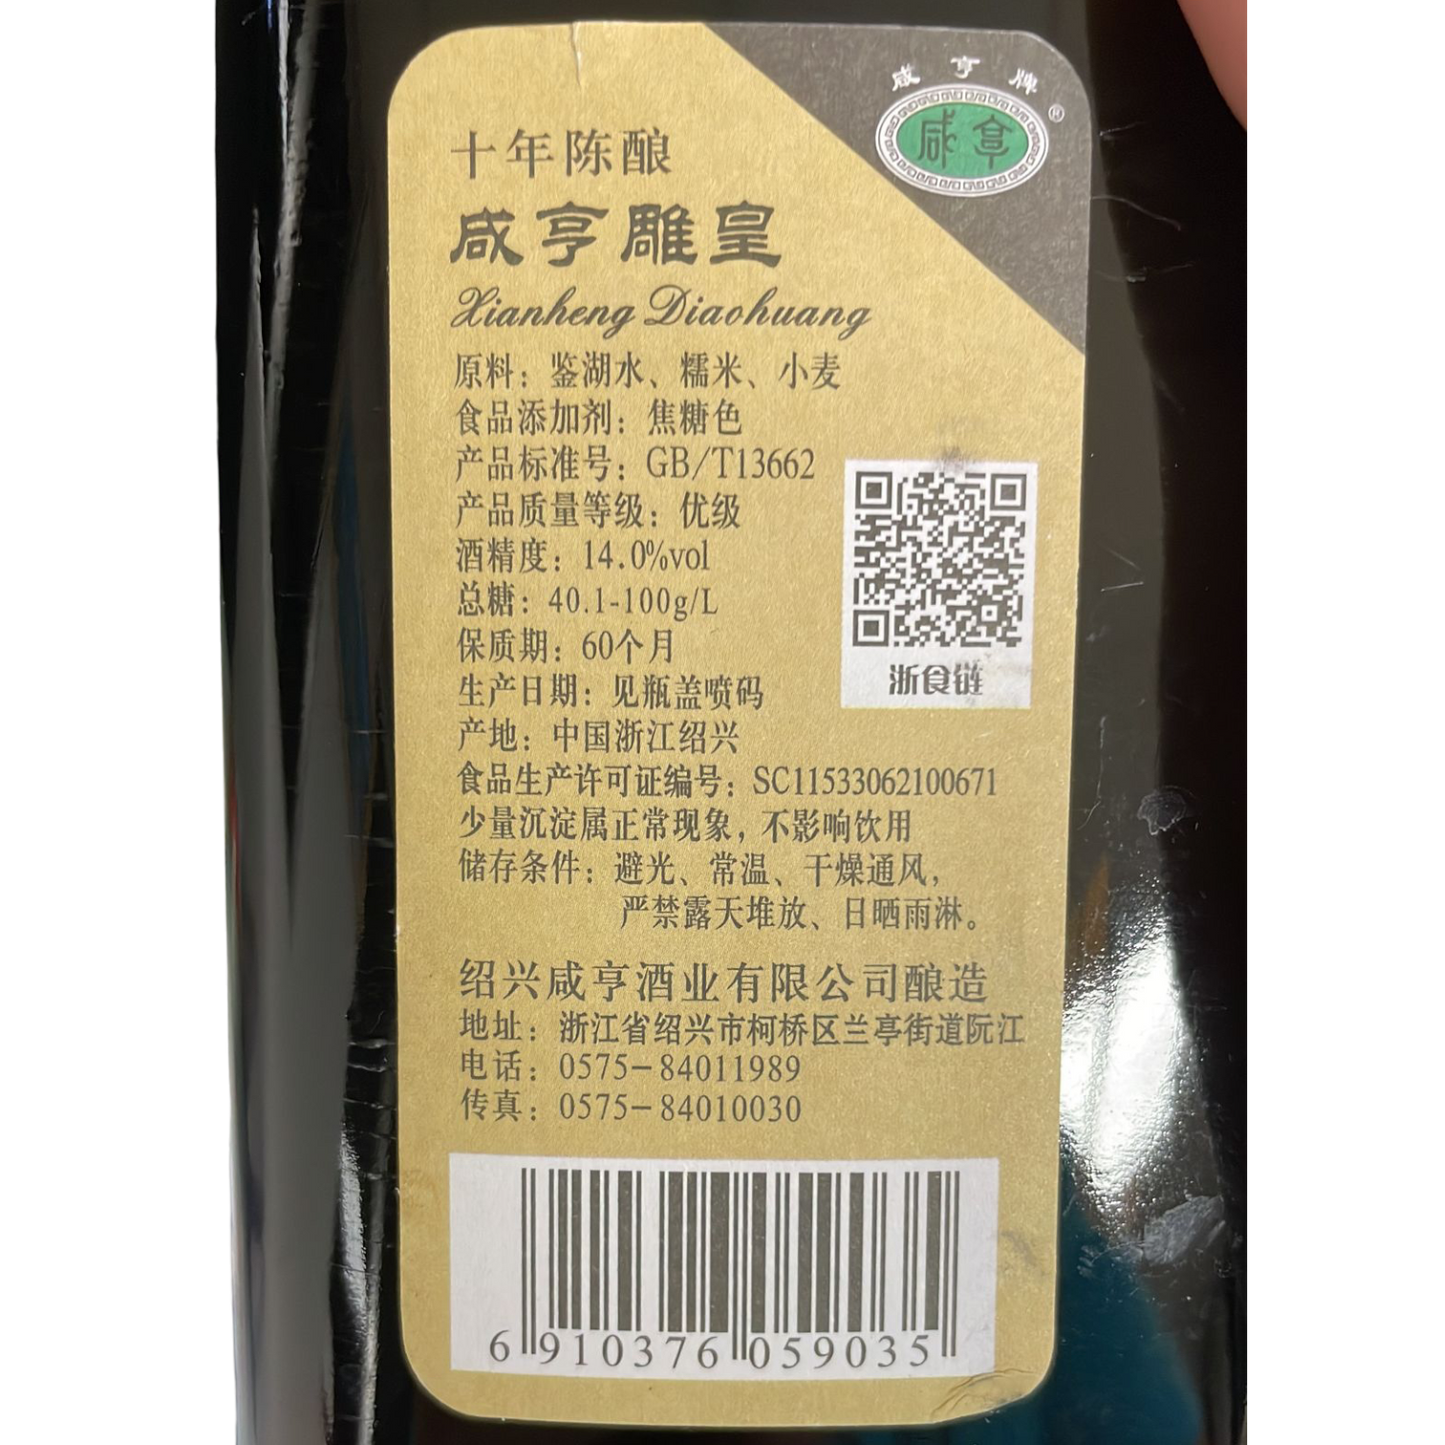 咸亨牌
®
咸亨
十年陈酿
咸亨雕皇
Xianheng Diaohuang
原料：鉴湖水、糯米、小麦
食品添加剂：焦糖色
产品标准号：GB/T13662
产品质量等级：优级
酒精度：14.0%vol
总糖：40.1-100g/L
保质期：60个月
生产日期：见瓶盖喷码
产地：中国浙江绍兴
食品生产许可证编号：SC11533062100671
少量沉淀属正常现象，不影响饮用
储存条件：避光、常温、干燥通风，
严禁露天堆放、日晒雨淋。
浙食链
绍兴咸亨酒业有限公司酿造
地址：浙江省绍兴市柯桥区兰亭街道阮江
电话：0575-84011989
传真：0575-84010030
6 910376 059035